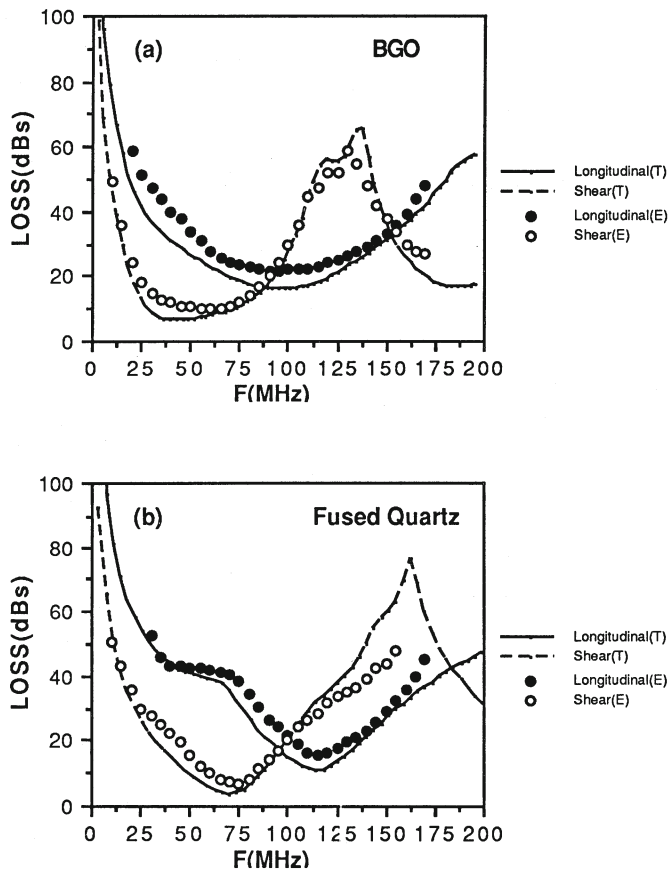 100
(a)
BGO
80
60
LOSS(dBs)
40
20
0
0 25 50 75 100 125 150 175 200
F(MHz)
Longitudinal(T)
Shear(T)
Longitudinal(E)
Shear(E)
100
(b)
Fused Quartz
80
60
LOSS(dBs)
40
20
0
0 25 50 75 100 125 150 175 200
F(MHz)
Longitudinal(T)
Shear(T)
Longitudinal(E)
Shear(E)